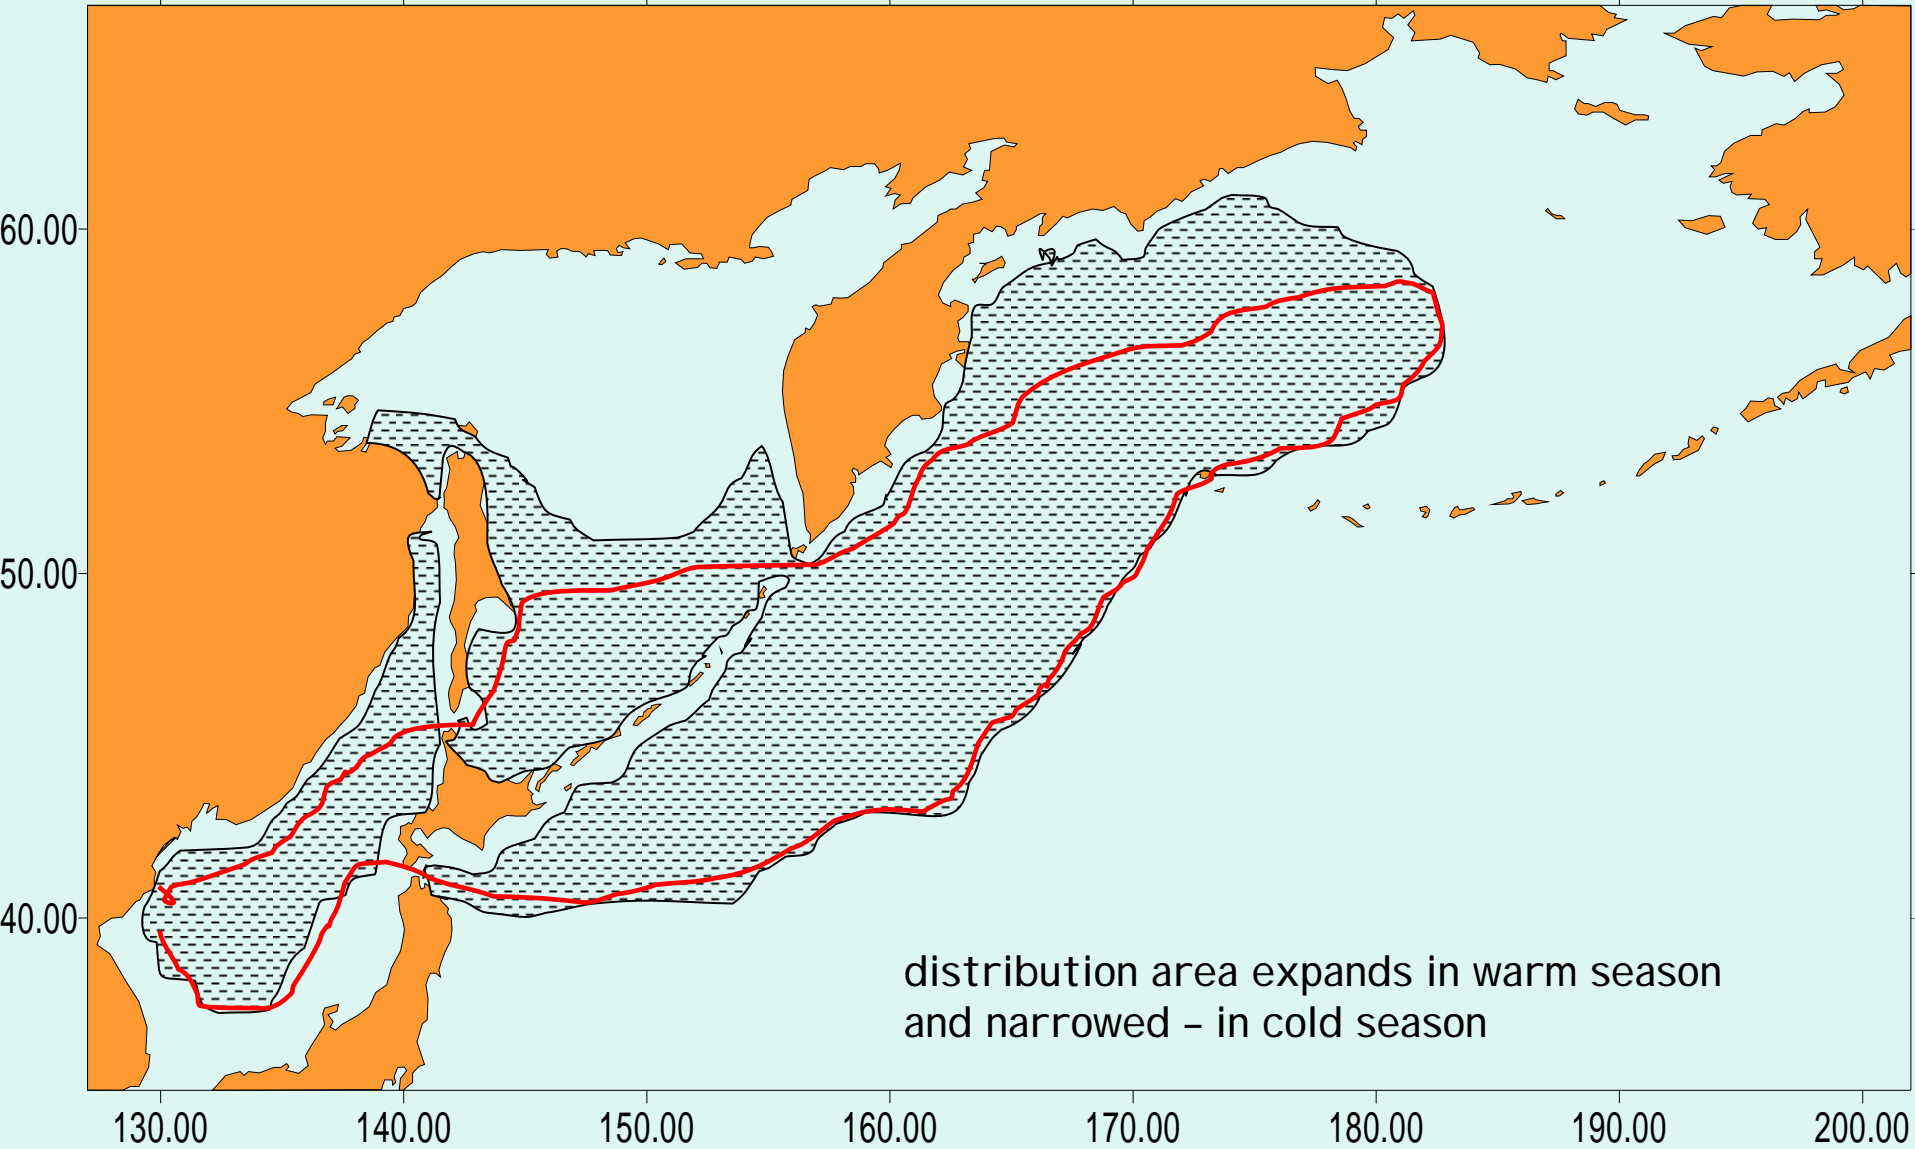 60.00
50.00
40.00
distribution area expands in warm season
and narrowed – in cold season
130.00 140.00 150.00 160.00 170.00 180.00 190.00 200.00